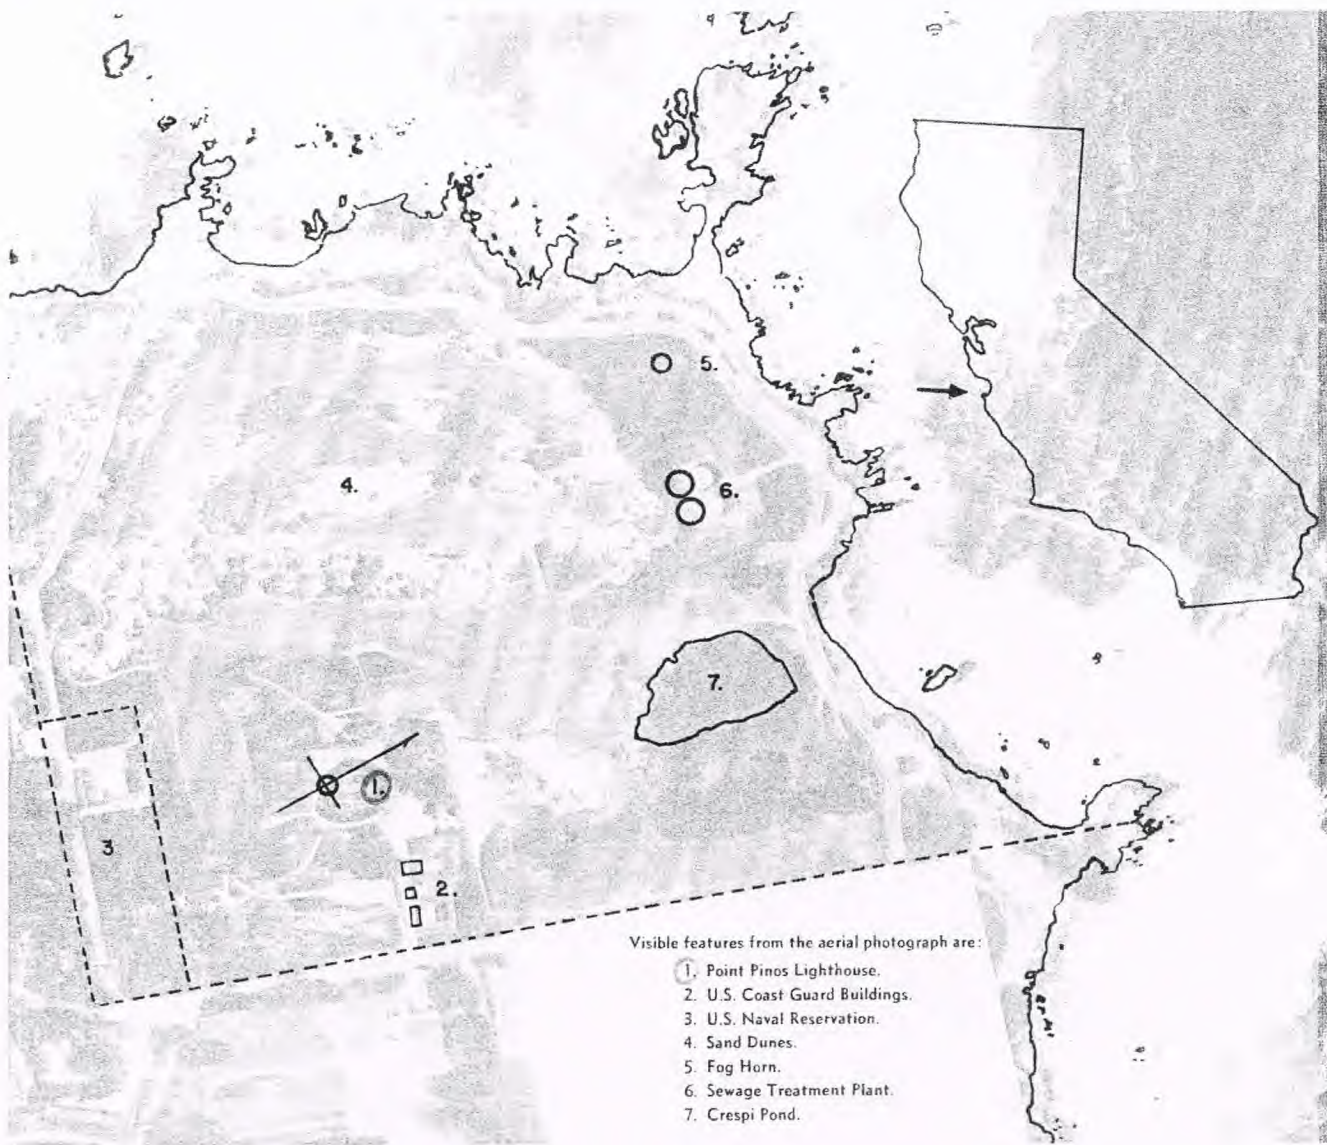 5.
4.
6.
7.
1.
3
2.
Visible features from the aerial photograph are:
1. Point Pinos Lighthouse.
2. U.S. Coast Guard Buildings.
3. U.S. Naval Reservation.
4. Sand Dunes.
5. Fog Horn.
6. Sewage Treatment Plant.
7. Crespi Pond.